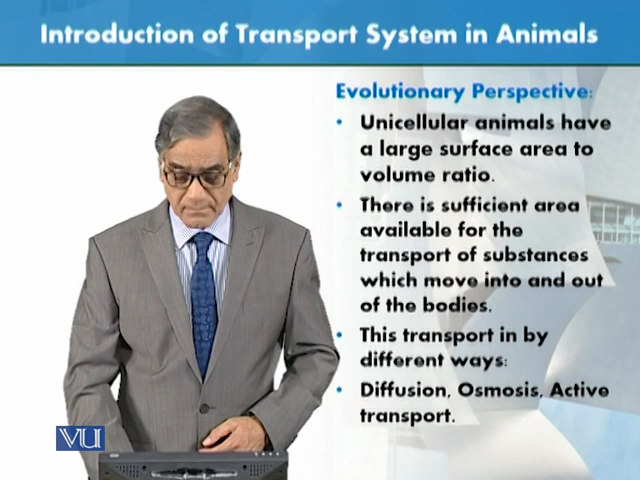 Introduction of Transport System in Animals
Evolutionary Perspective:
• Unicellular animals have
a large surface area to
volume ratio.
• There is sufficient area
available for the
transport of substances
which move into and out
of the bodies.
• This transport in by
different ways:
• Diffusion, Osmosis, Active
transport.
VU